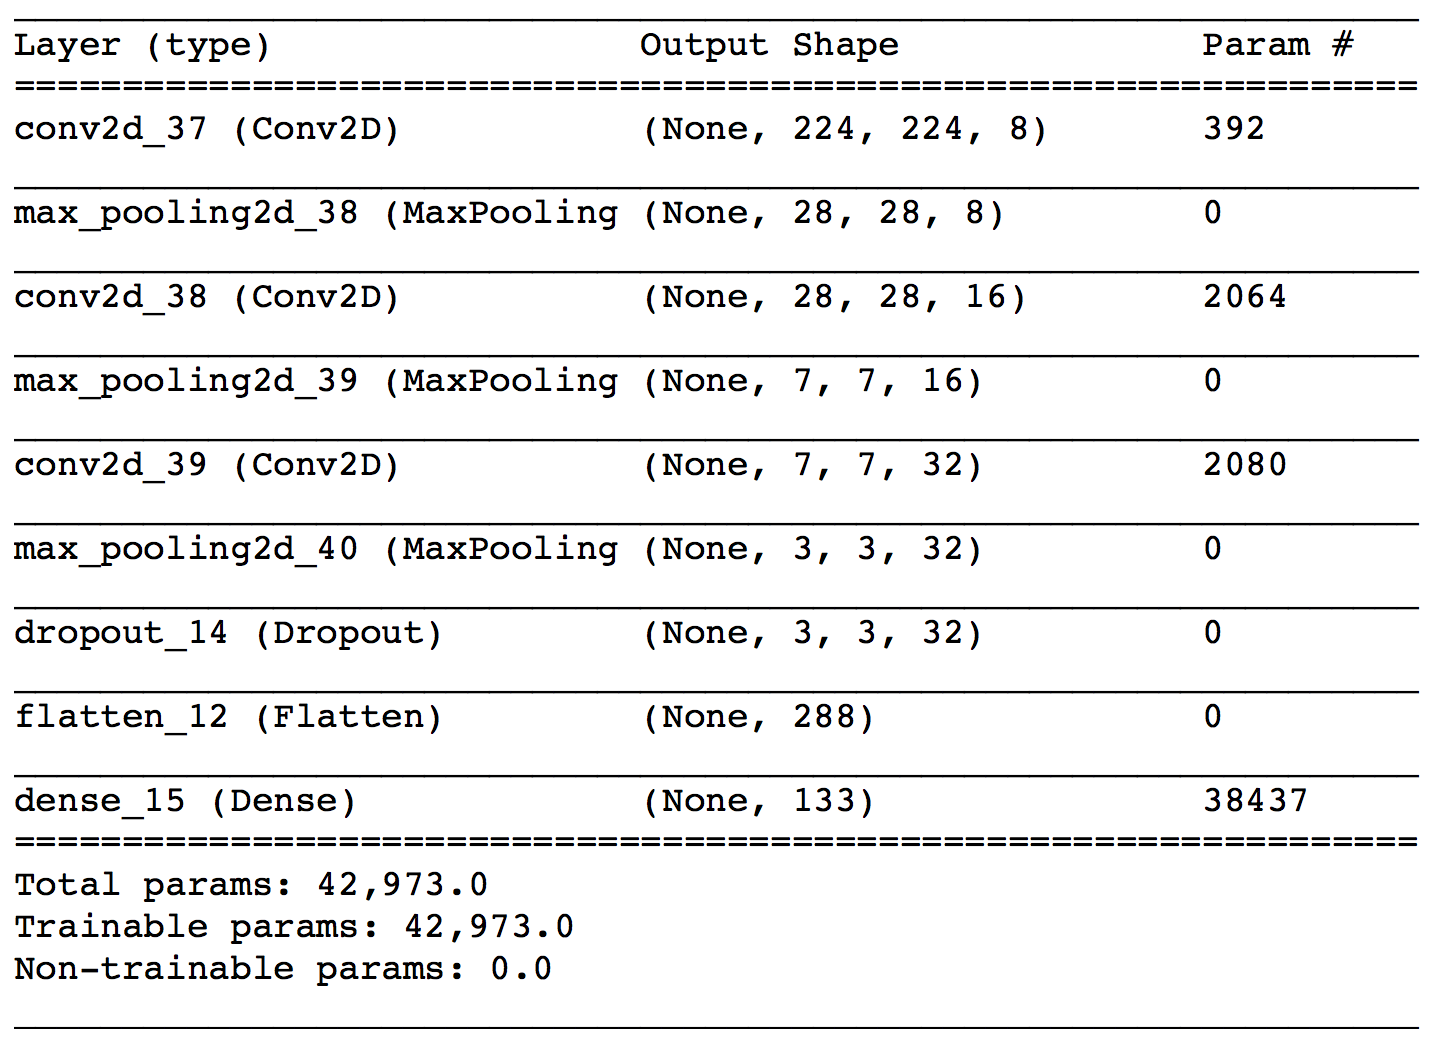 Layer (type) Output Shape Param #
conv2d_37 (Conv2D) (None, 224, 224, 8) 392
max_pooling2d_38 (MaxPooling (None, 28, 28, 8) 0
conv2d_38 (Conv2D) (None, 28, 28, 16) 2064
max_pooling2d_39 (MaxPooling (None, 7, 7, 16) 0
conv2d_39 (Conv2D) (None, 7, 7, 32) 2080
max_pooling2d_40 (MaxPooling (None, 3, 3, 32) 0
dropout_14 (Dropout) (None, 3, 3, 32) 0
flatten_12 (Flatten) (None, 288) 0
dense_15 (Dense) (None, 133) 38437
Total params: 42,973.0
Trainable params: 42,973.0
Non-trainable params: 0.0